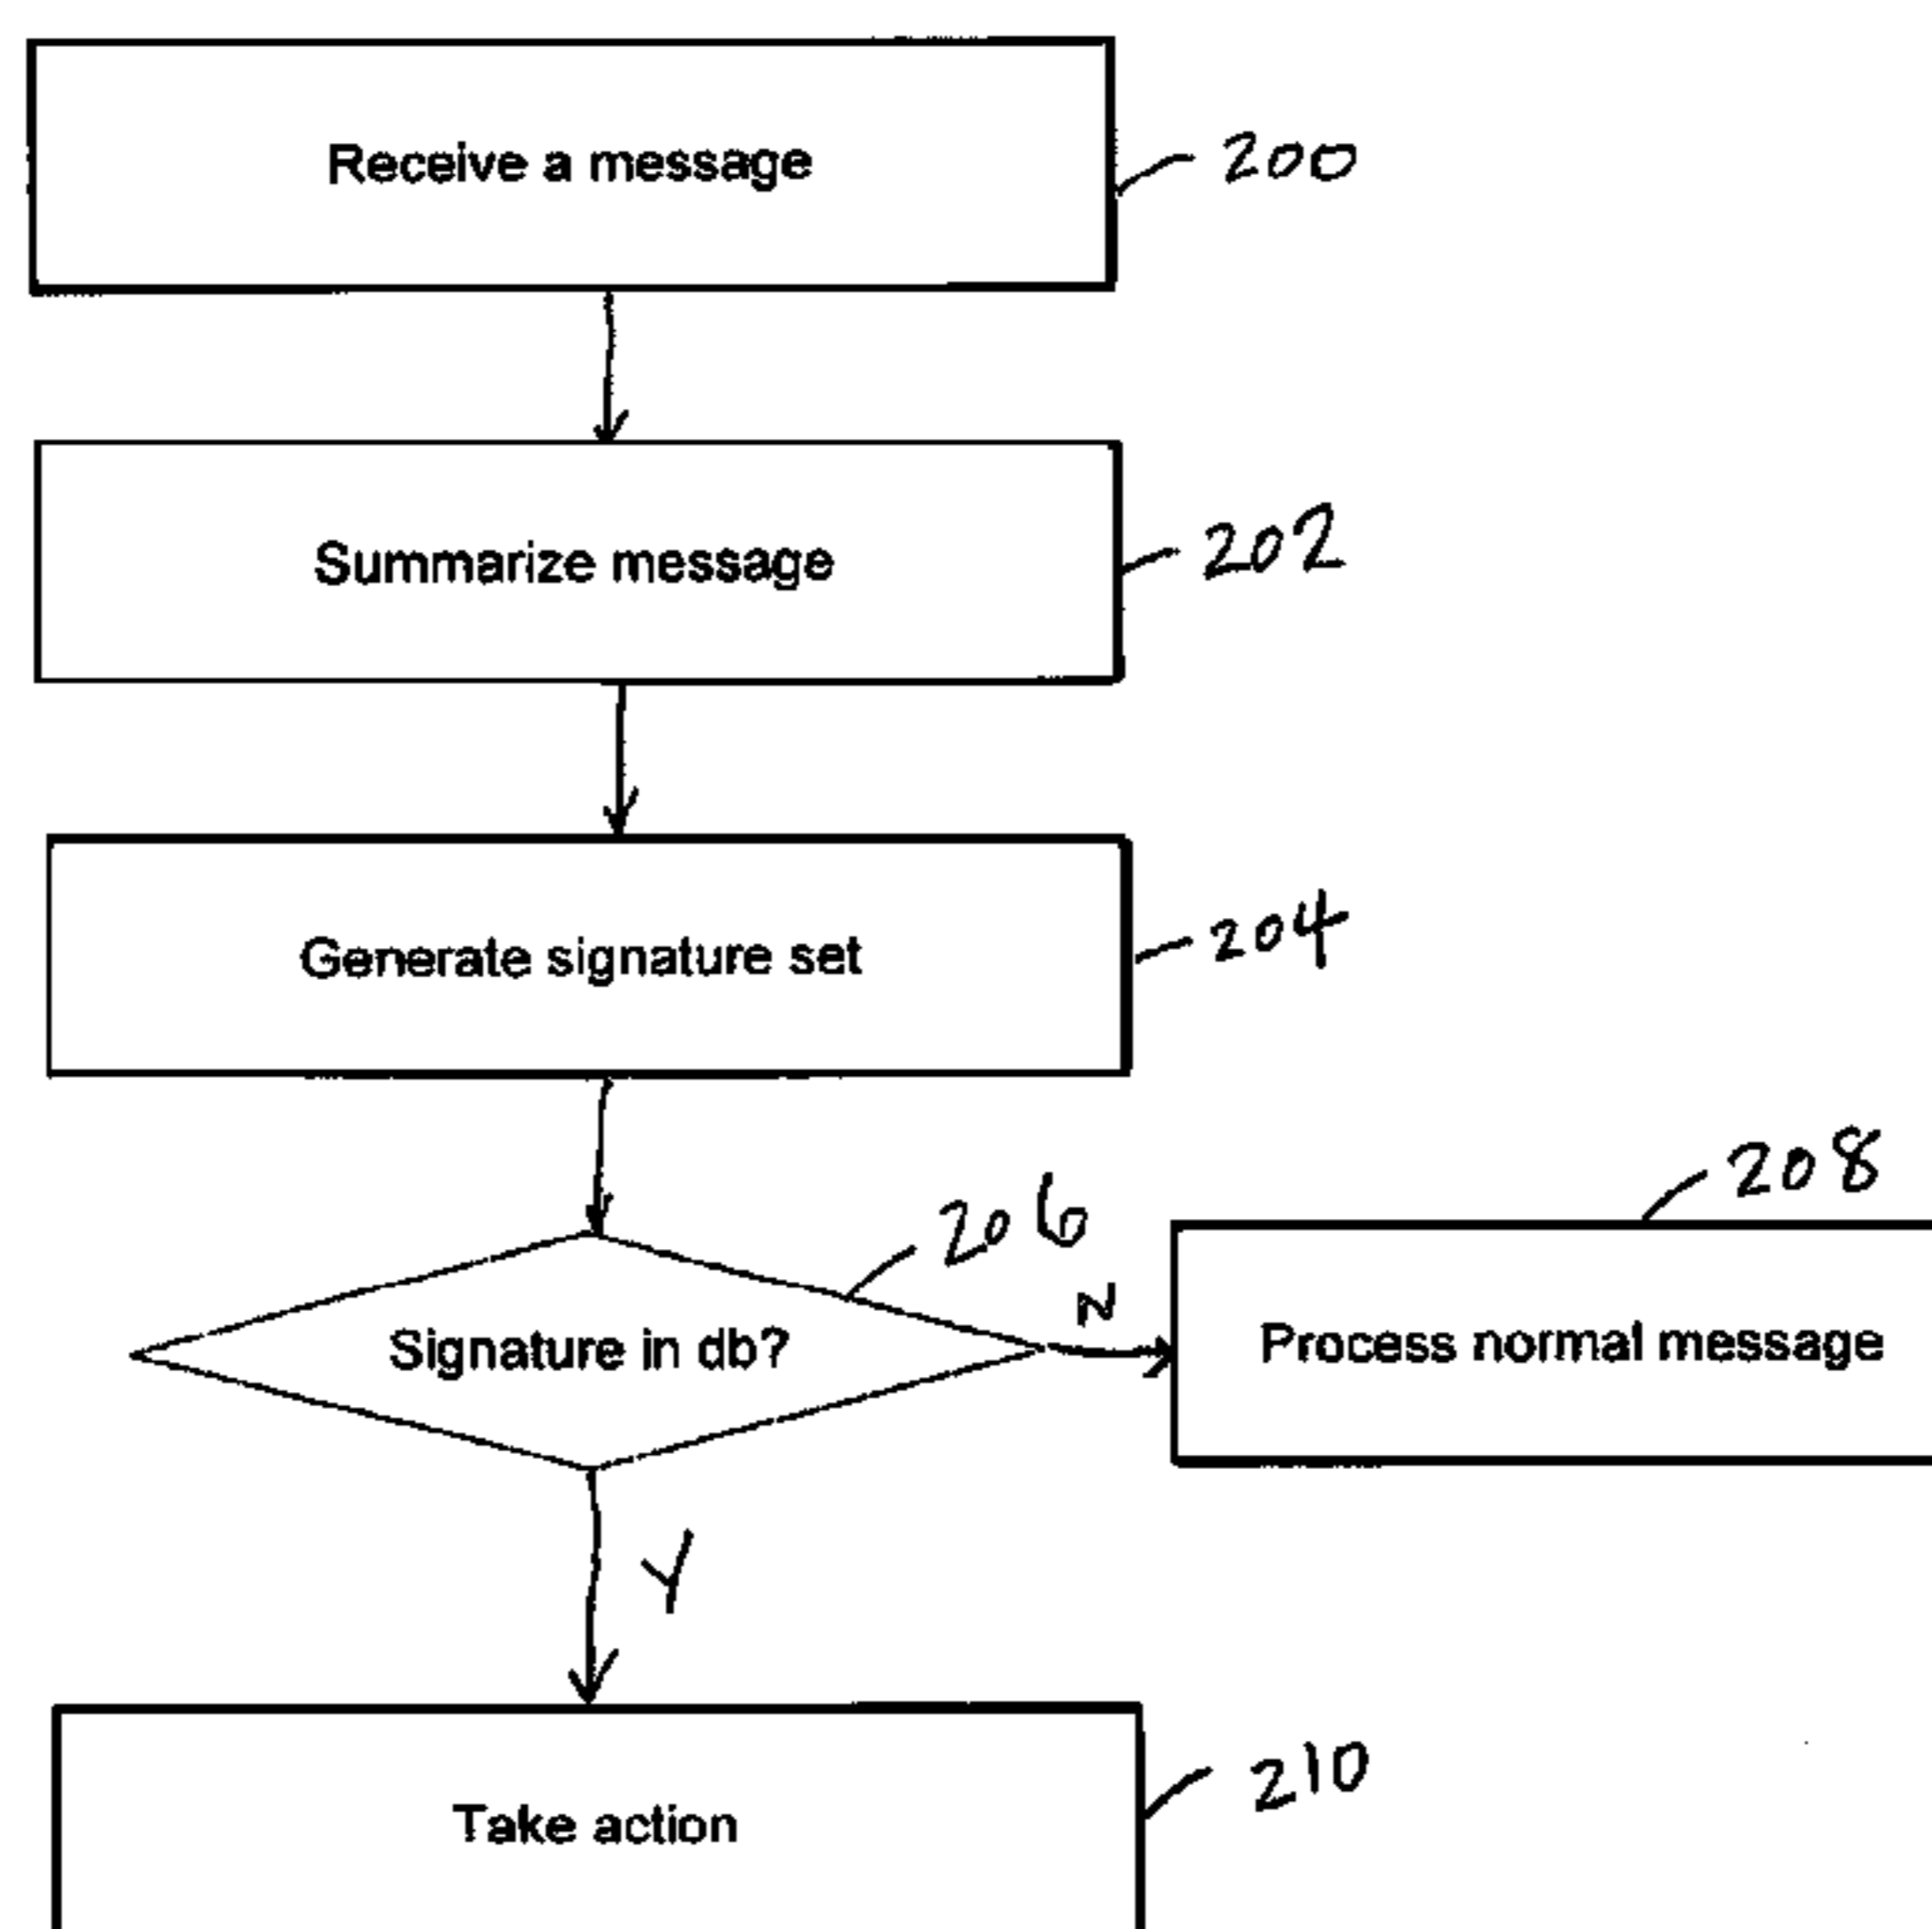 Receive a message
200
Summarize message
202
Generate signature set
204
206
208
Signature in db?
N
Process normal message
Y
Take action
210